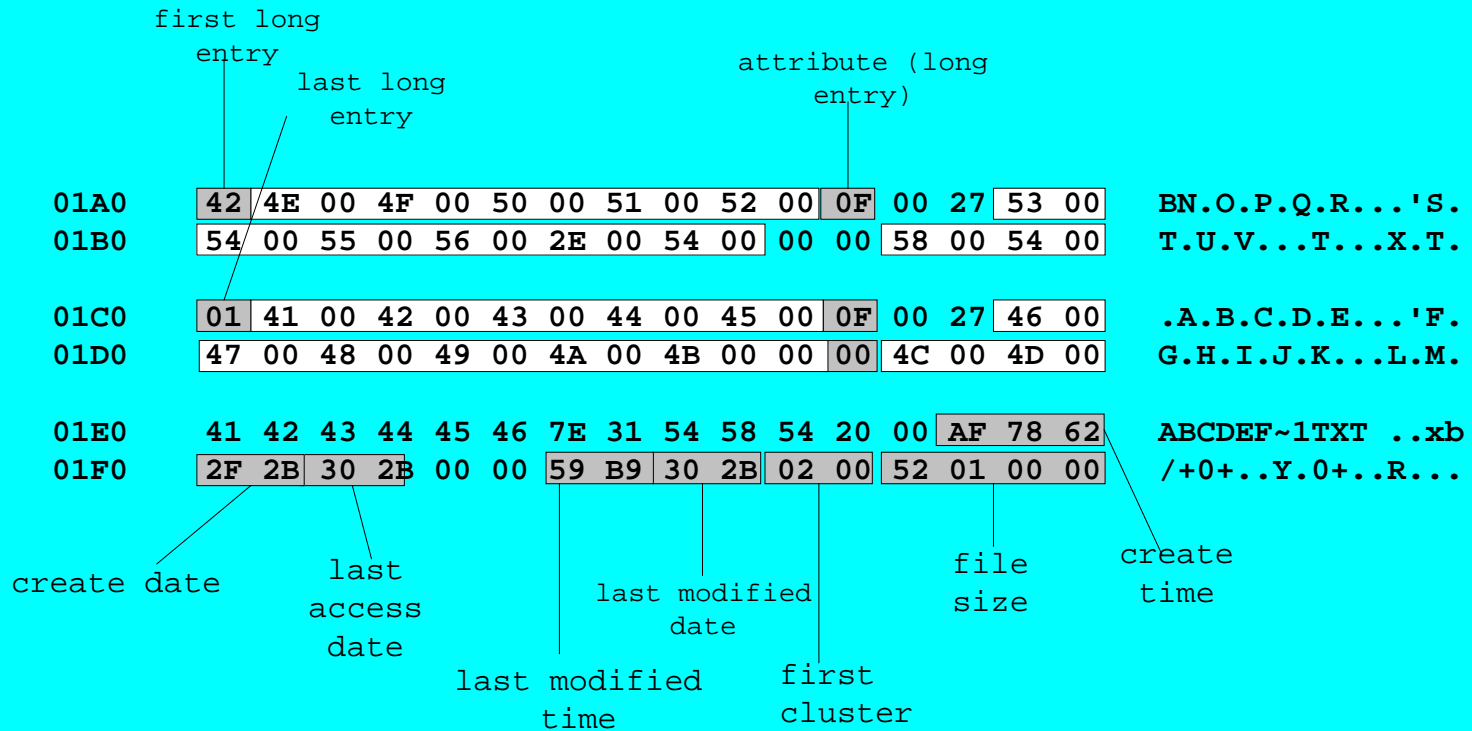 first long
entry
last long
entry
attribute (long
entry)
01A0 42 4E 00 4F 00 50 00 51 00 52 00 0F 00 27 53 00 BN.O.P.Q.R...'S.
01B0 54 00 55 00 56 00 2E 00 54 00 00 00 58 00 54 00 T.U.V...T...X.T.
01C0 01 41 00 42 00 43 00 44 00 45 00 0F 00 27 46 00 .A.B.C.D.E...'F.
01D0 47 00 48 00 49 00 4A 00 4B 00 00 00 4C 00 4D 00 G.H.I.J.K...L.M.
01E0 41 42 43 44 45 46 7E 31 54 58 54 20 00 AF 78 62 ABCDEF~1TXT ..xb
01F0 2F 2B 30 2B 00 00 59 B9 30 2B 02 00 52 01 00 00 /+0+..Y.0+..R...
create date
last
access
date
last modified
time
last modified
date
first
cluster
file
size
create
time